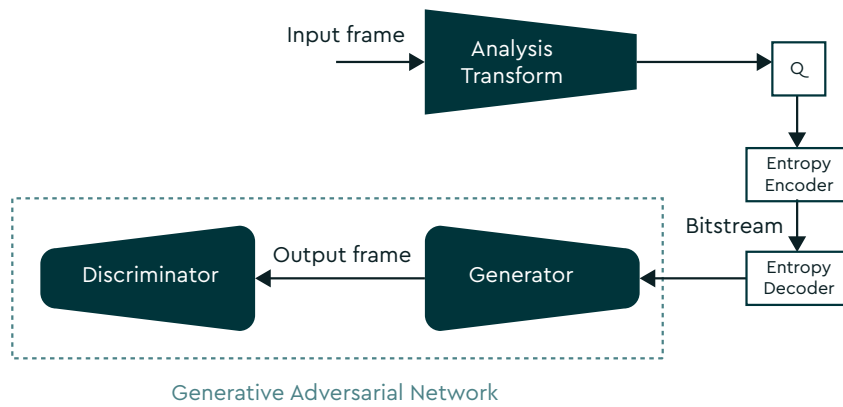 Input frame
Analysis
Transform
Q
Entropy
Encoder
Bitstream
Entropy
Decoder
Generator
Output frame
Discriminator
Generative Adversarial Network